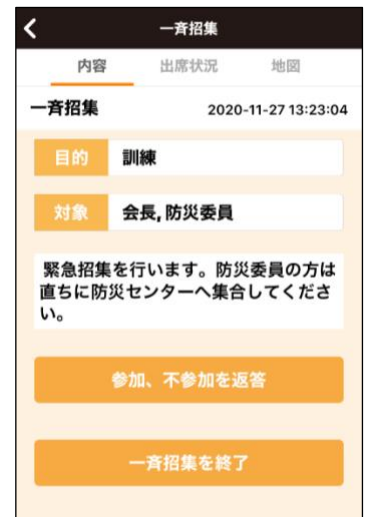 一斉招集
内容 出席状況 地図
一斉招集 2020-11-27 13:23:04
目的 訓練
対象 会長, 防災委員
緊急招集を行います。防災委員の方は
直ちに防災センターへ集合してくださ
い。
参加、不参加を返答
一斉招集を終了